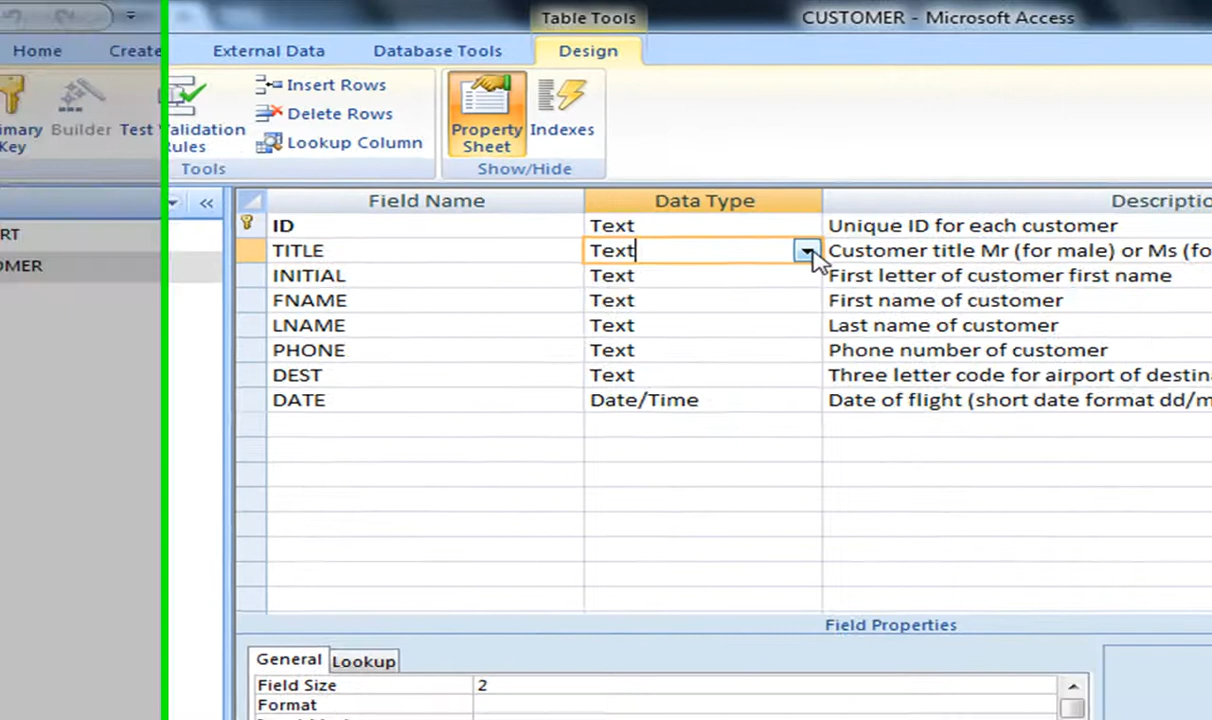 Table Tools
CUSTOMER - Microsoft Access
Home
Create
External Data
Database Tools
Design
Insert Rows
Delete Rows
Lookup Column
imary
Key
Builder
Test Validation
Rules
Property
Sheet
Indexes
Tools
Show/Hide
«
RT
OMER
Field Name
Data Type
Descriptio
ID
Text
Unique ID for each customer
TITLE
Text
Customer title Mr (for male) or Ms (fo
INITIAL
Text
First letter of customer first name
FNAME
Text
First name of customer
LNAME
Text
Last name of customer
PHONE
Text
Phone number of customer
DEST
Text
Three letter code for airport of destina
DATE
Date/Time
Date of flight (short date format dd/m
Field Properties
General
Lookup
Field Size
2
Format